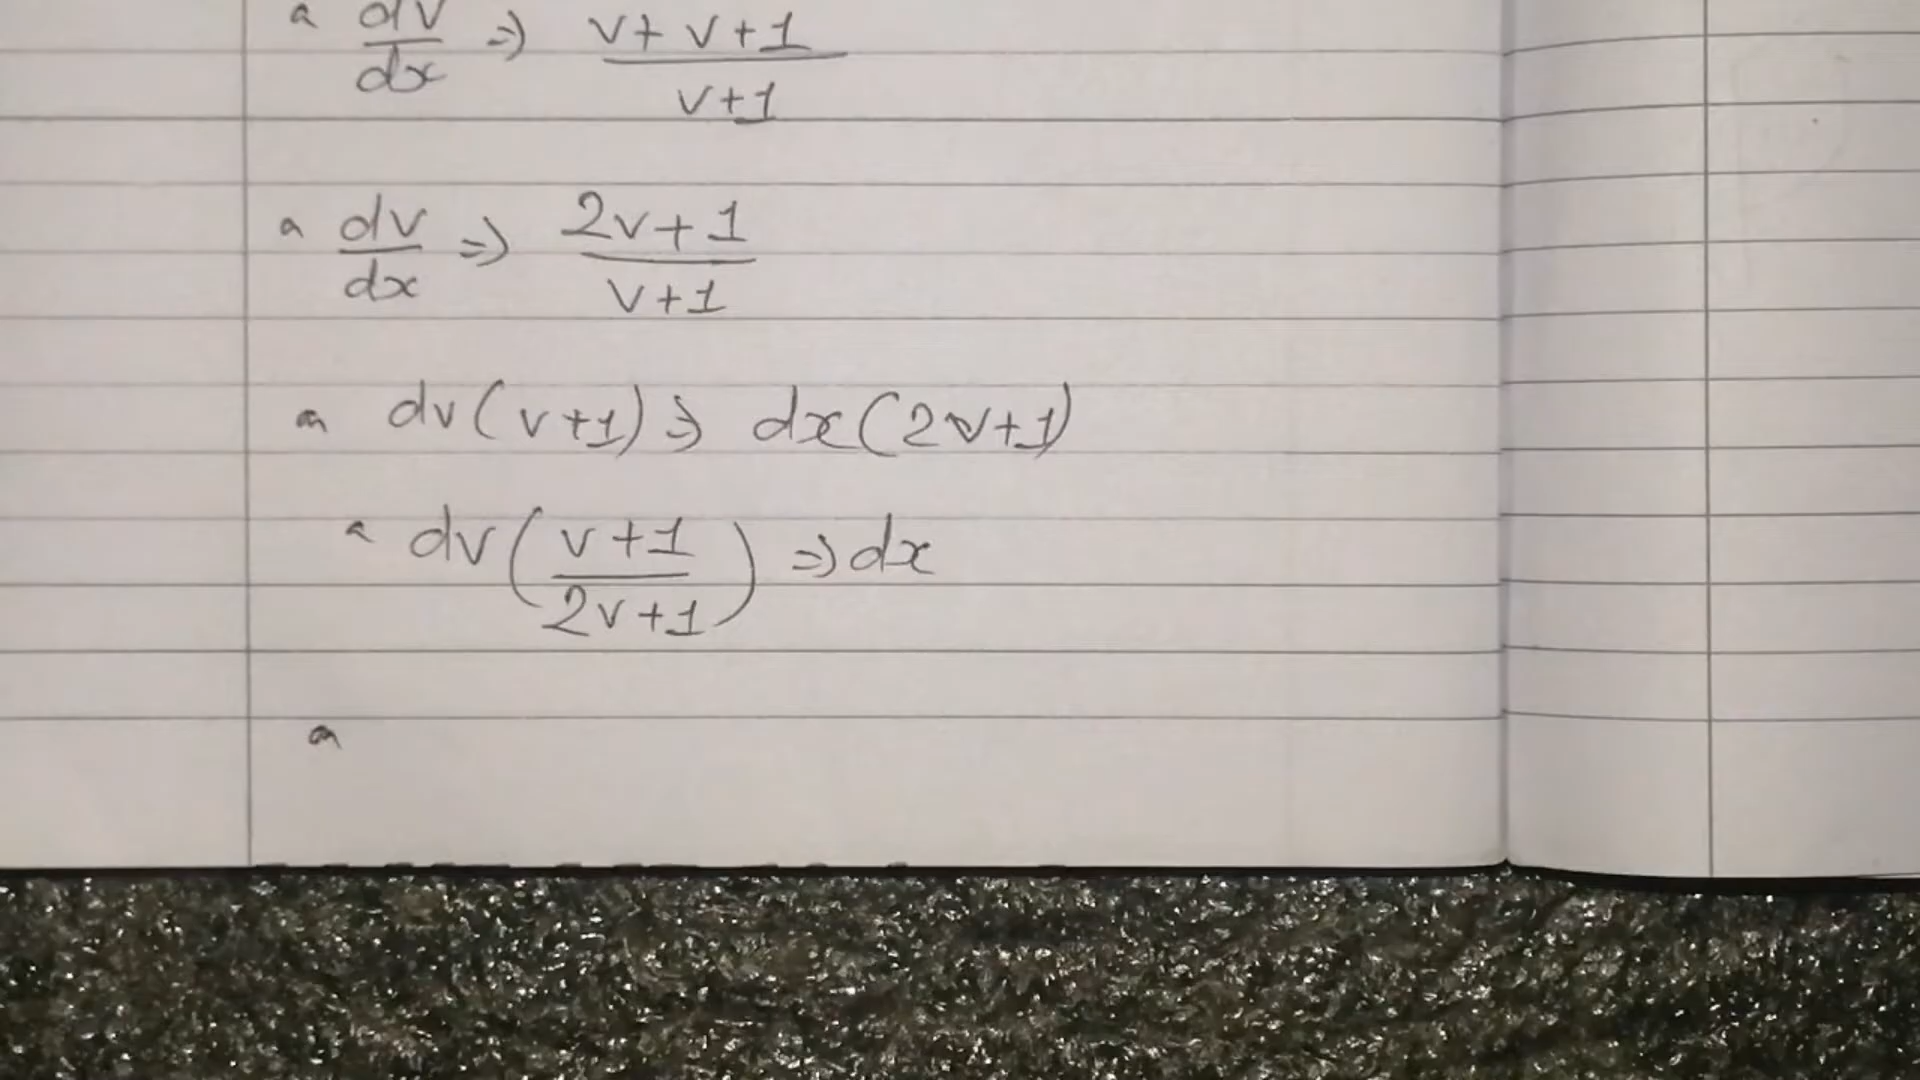 a dv/dx => (v+v+1)/(v+1)
a dv/dx => (2v+1)/(v+1)
a dv(v+1) => dx(2v+1)
a dv((v+1)/(2v+1)) => dx
a